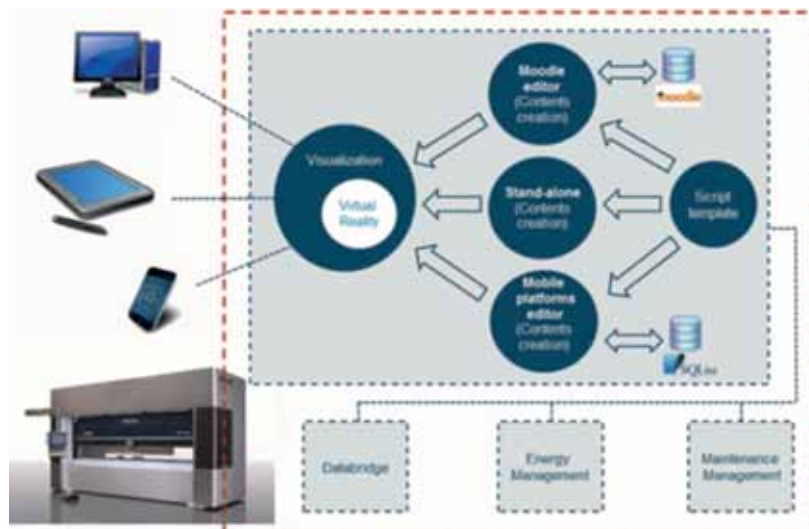 Moodle
editor
(Contents
creation)
moodle
Visualization
Virtual
Reality
Stand-alone
(Contents
creation)
Script
template
Mobile
platforms
editor
(Contents
creation)
SQLite
Databridge
Energy
Management
Maintenance
Management